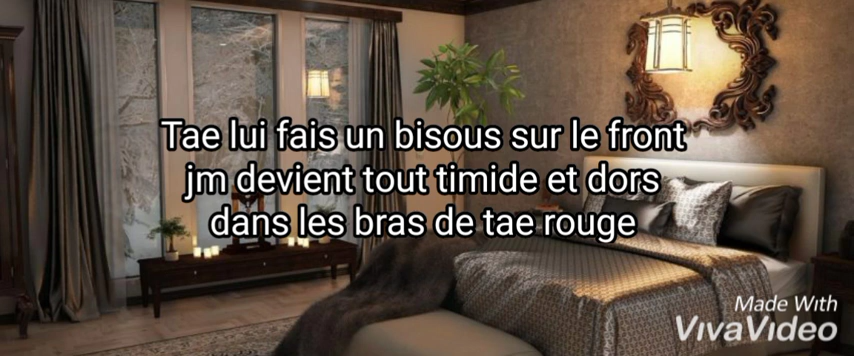 Tae lui fais un bisous sur le front
jm devient tout timide et dors
dans les bras de tae rouge
Made With
VivaVideo